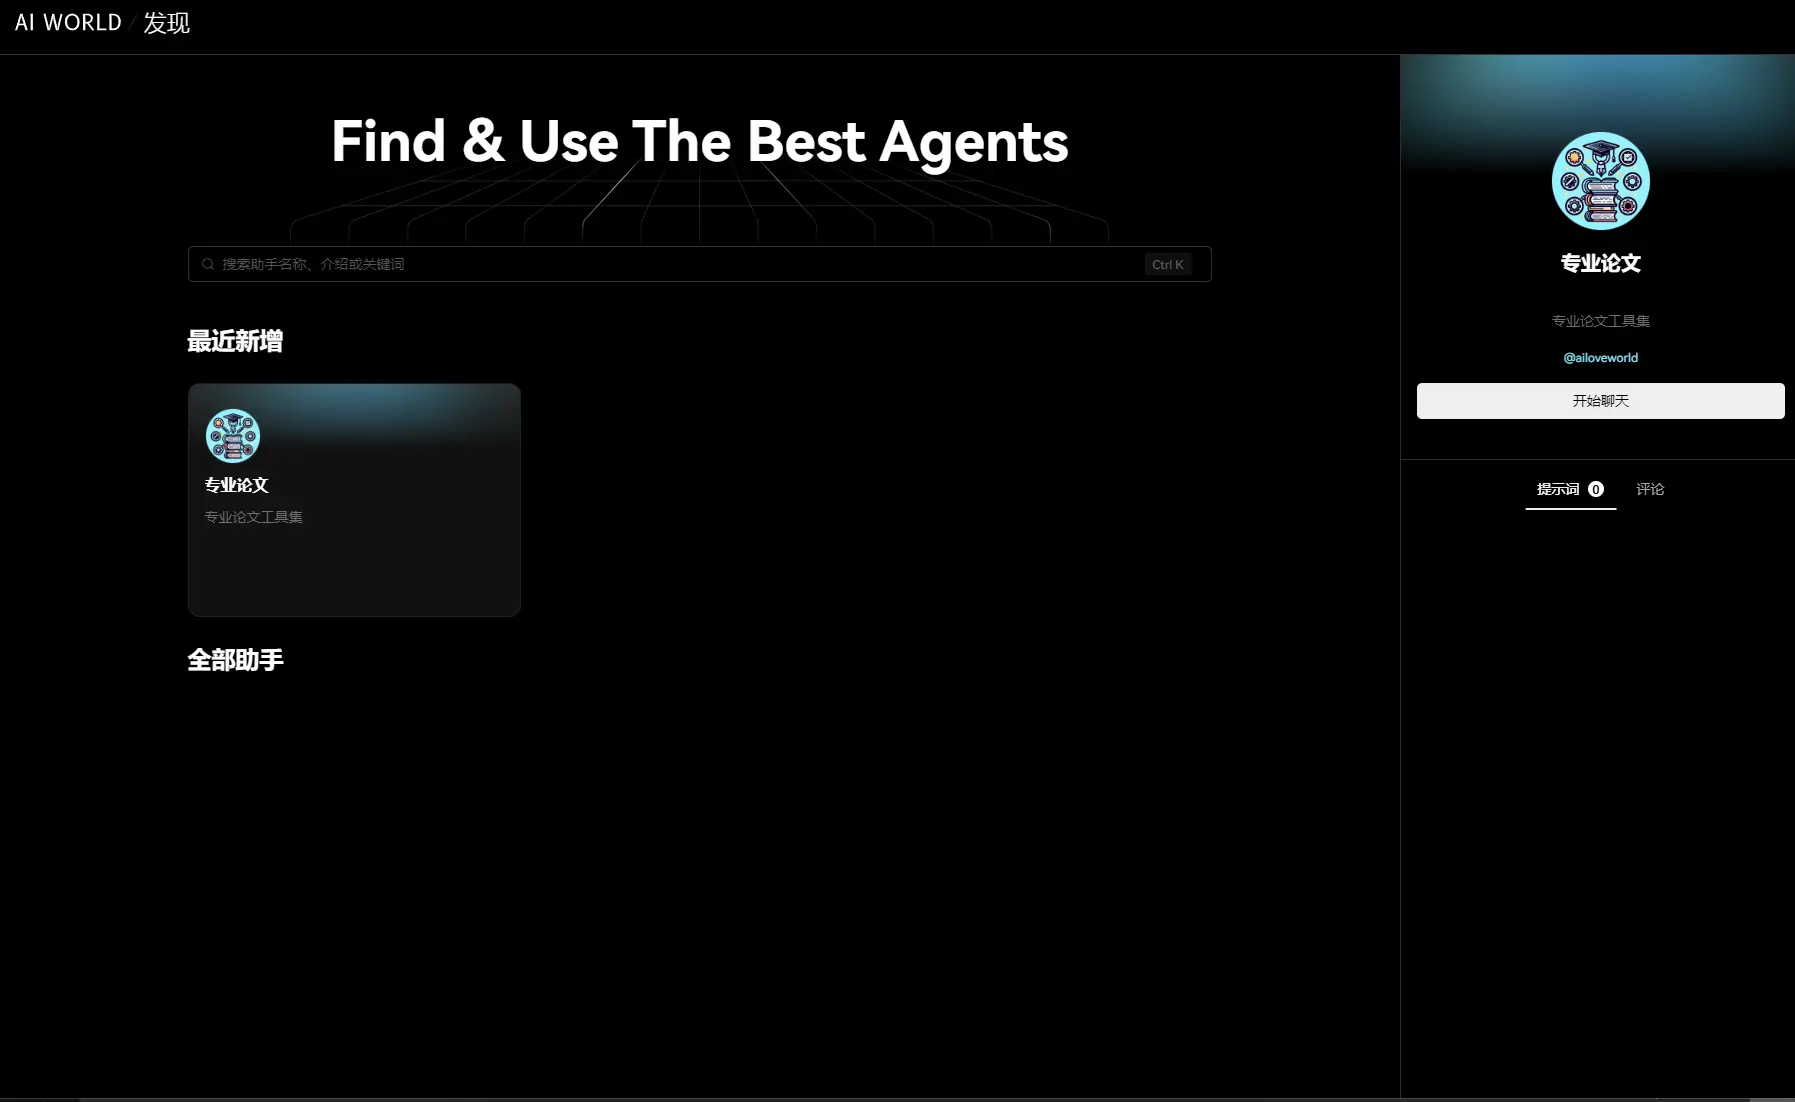 AI WORLD / 发现
Find & Use The Best Agents
搜索助手名称、介绍或关键词
Ctrl K
最近新增
专业论文
专业论文工具集
全部助手
专业论文
专业论文工具集
@ailoveworld
开始聊天
提示词 0
评论